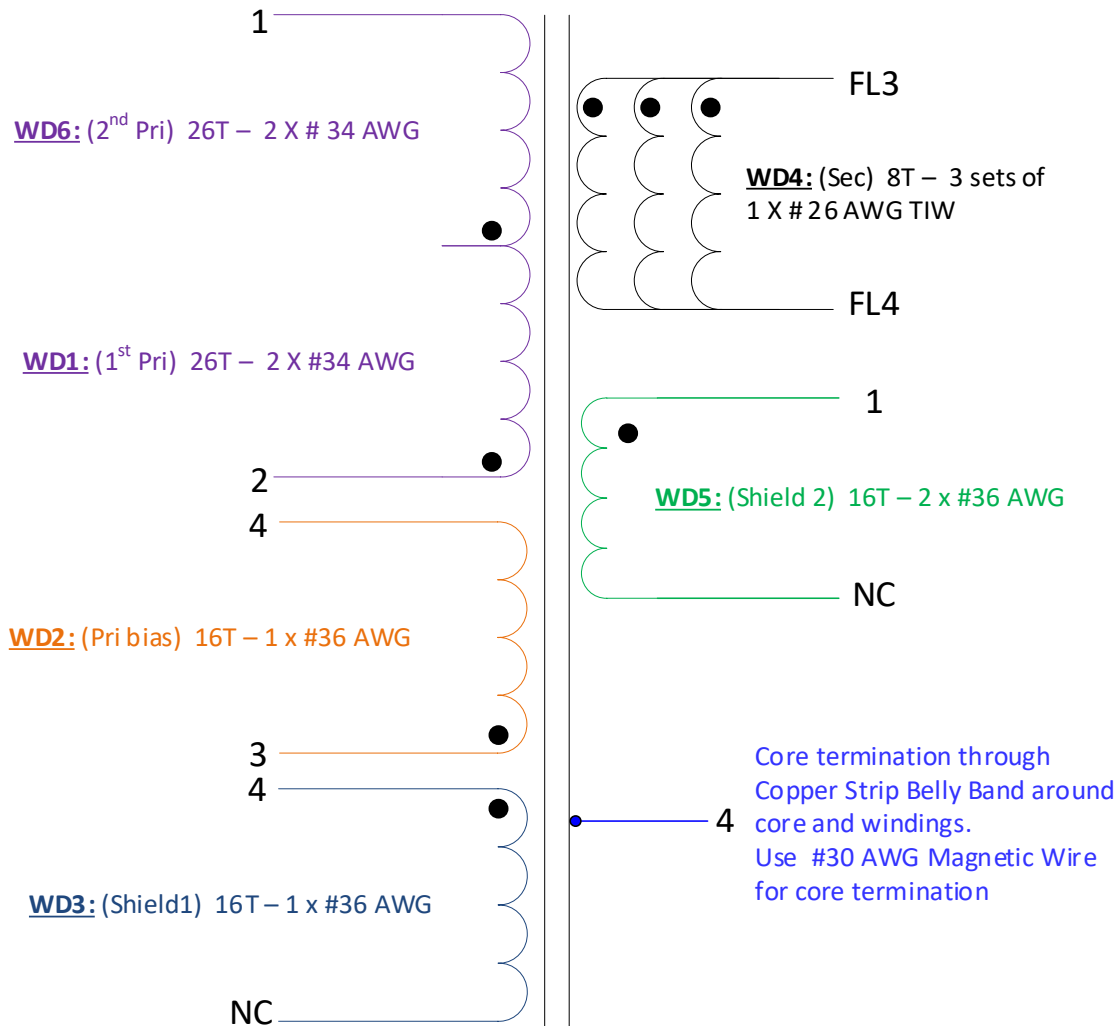 1
WD6: (2nd Pri) 26T – 2 X # 34 AWG
WD1: (1st Pri) 26T – 2 X #34 AWG
2
4
WD2: (Pri bias) 16T – 1 x #36 AWG
3
4
WD3: (Shield1) 16T – 1 x #36 AWG
NC
FL3
WD4: (Sec) 8T – 3 sets of
1 X # 26 AWG TIW
FL4
1
WD5: (Shield 2) 16T – 2 x #36 AWG
NC
Core termination through
Copper Strip Belly Band around
core and windings.
Use #30 AWG Magnetic Wire
for core termination
4